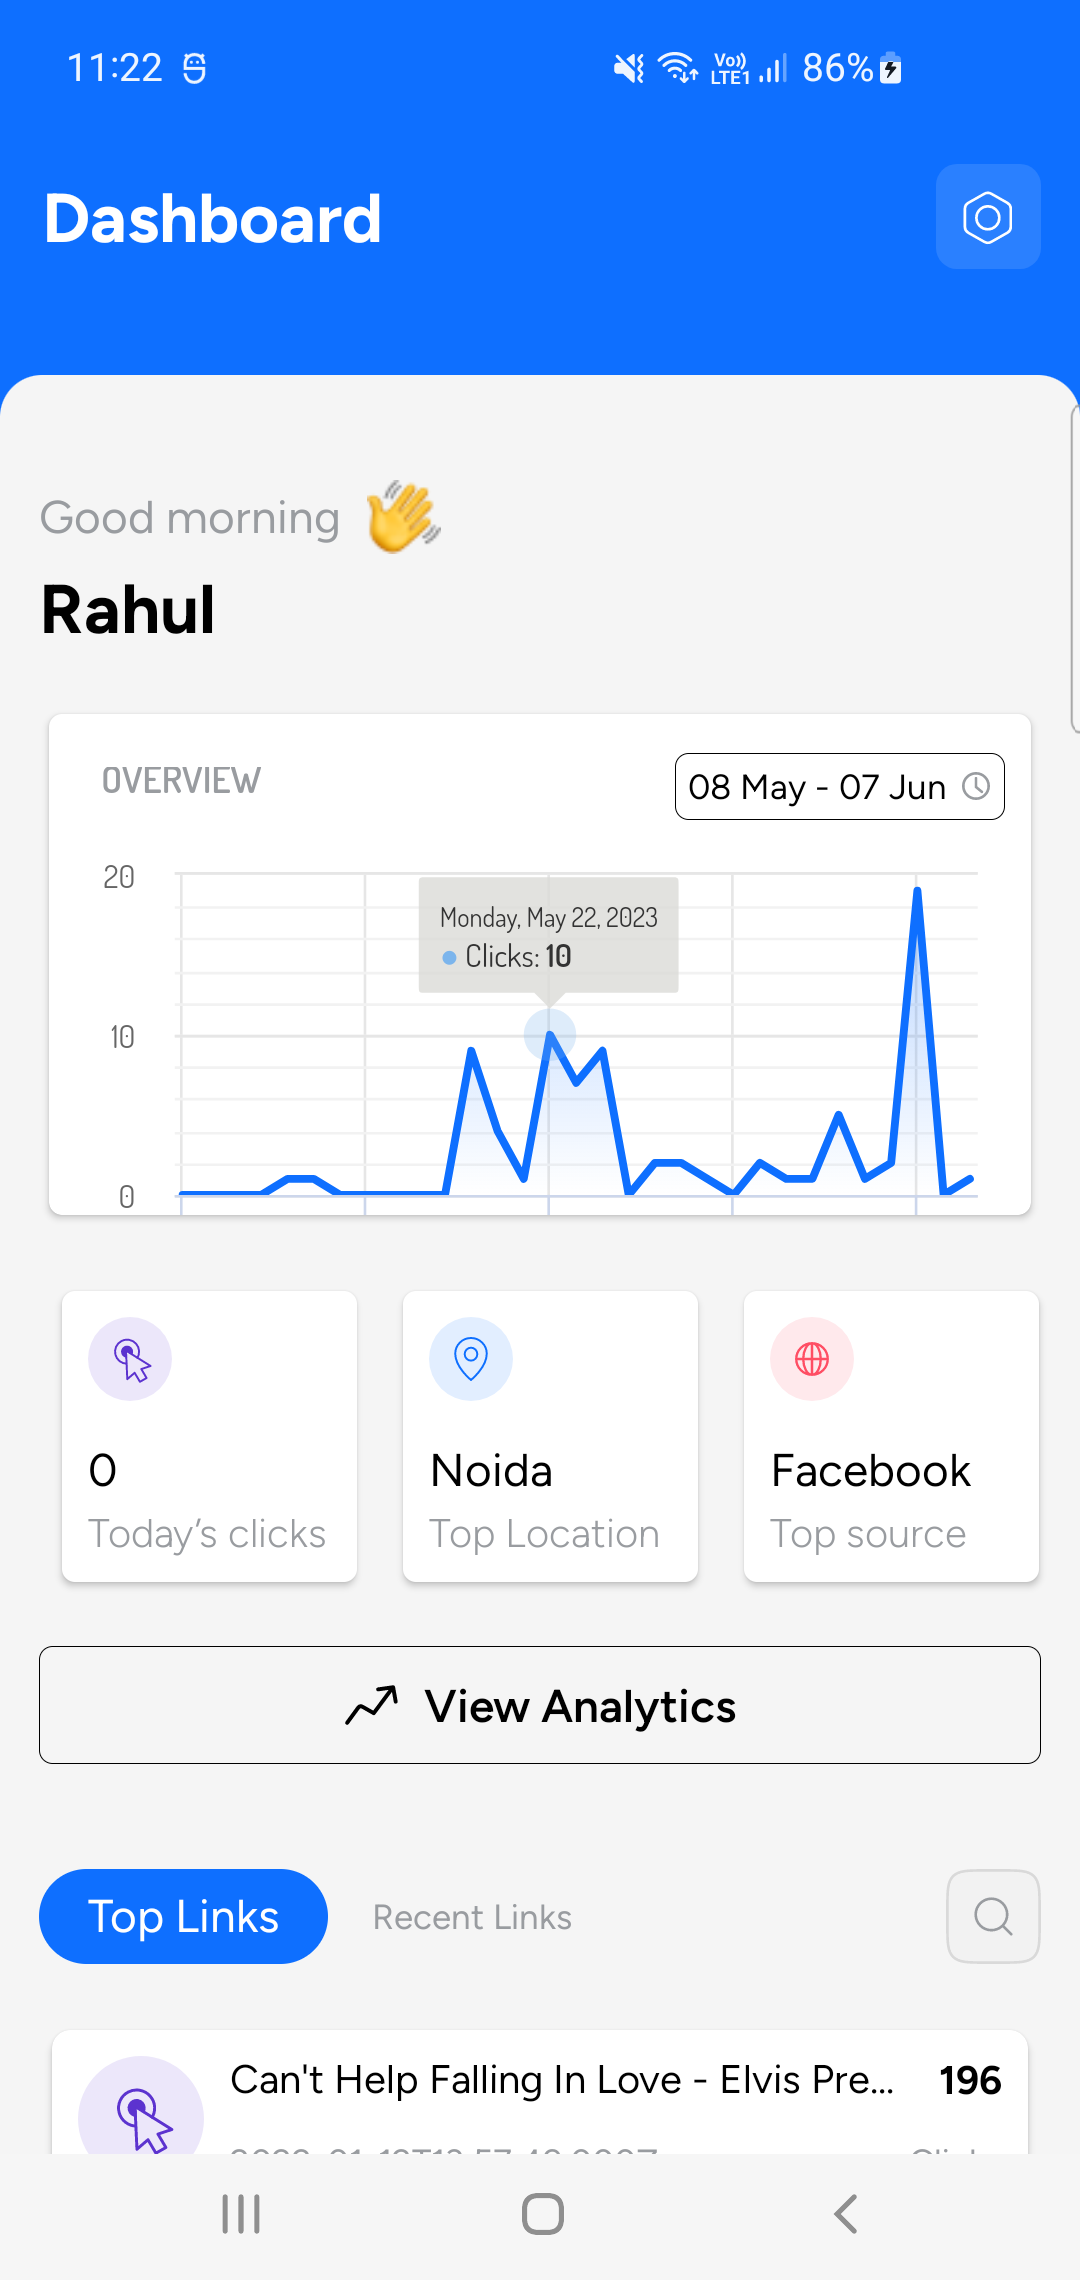 11:22
Vo)) LTE1 86%
Dashboard
Good morning
Rahul
OVERVIEW
08 May - 07 Jun
20
Monday, May 22, 2023
Clicks: 10
10
0
0
Today’s clicks
Noida
Top Location
Facebook
Top source
View Analytics
Top Links
Recent Links
Can't Help Falling In Love - Elvis Pre...
196